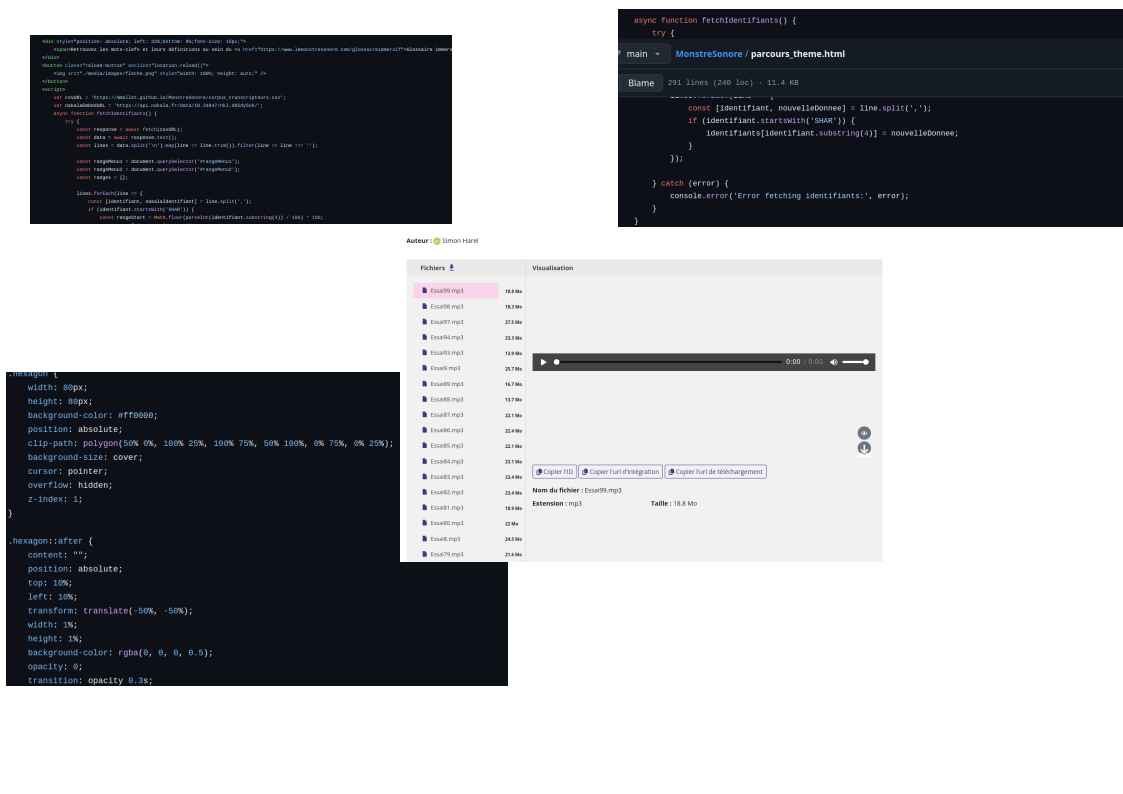 <div style="position: absolute; left: 32%;bottom: 8%;font-size: 15px;">
<span>Retrouvez les mots-clefs et leurs définitions au sein du <a href="https://www.lemonstresonore.com/glossaireimmersif">Glossaire immers
</div>
<button class="reload-button" onclick="location.reload()">
<img src="./media/images/fleche.png" style="width: 100%; height: auto;" />
</button>
<script>
var csvURL = 'https://mmellet.github.io/MonstreSonore/corpus_transcripteurs.csv';
var nakalaEmbedURL =
async function fetchIdentifiants() {
try {
const response = await fetch(csvURL);
const data = await response.text();
const lines = data.split('\n').map(line => line.trim()).filter(line => line !== '');
const rangeMenu1 = document.querySelector('#rangeMenu1');
const rangeMenu2 = document.querySelector('#rangeMenu2');
const ranges = {};
lines.forEach(line => {
const [identifiant, nakalaIdentifiant] = line.split(',');
if (identifiant.startsWith('SHAR')) {
const rangeStart = Math.floor(parseInt(identifiant.substring(4)) / 100) * 100;
async function fetchIdentifiants() {
try {
main
MonstreSonore / parcours_theme.html
Blame
291 lines (240 loc) · 11.4 KB
const [identifiant, nouvelleDonnee] = line.split(',');
if (identifiant.startsWith('SHAR')) {
identifiants[identifiant.substring(4)] = nouvelleDonnee;
}
});
} catch (error) {
console.error('Error fetching identifiants:', error);
}
}
Auteur : Simon Harel
Fichiers
Visualisation
Essai99.mp3 18.8 Mo
Essai98.mp3 18.3 Mo
Essai97.mp3 27.5 Mo
Essai94.mp3 23.3 Mo
Essai93.mp3 13.9 Mo
Essai9.mp3 25.7 Mo
Essai89.mp3 16.7 Mo
Essai88.mp3 13.7 Mo
Essai87.mp3 22.1 Mo
Essai86.mp3 22.4 Mo
Essai85.mp3 22.1 Mo
Essai84.mp3 23.1 Mo
Essai83.mp3 23.4 Mo
Essai82.mp3 23.4 Mo
Essai81.mp3 18.9 Mo
Essai80.mp3 22 Mo
Essai8.mp3 24.5 Mo
Essai79.mp3 21.6 Mo
0:00 / 0:00
Copier l'ID
Copier l'url d'intégration
Copier l'url de téléchargement
Nom du fichier : Essai99.mp3
Extension : mp3
Taille : 18.8 Mo
.hexagon {
width: 80px;
height: 80px;
background-color: #ff0000;
position: absolute;
clip-path: polygon(50% 0%, 100% 25%, 100% 75%, 50% 100%, 0% 75%, 0% 25%);
background-size: cover;
cursor: pointer;
overflow: hidden;
z-index: 1;
}
.hexagon::after {
content: "";
position: absolute;
top: 10%;
left: 10%;
transform: translate(-50%, -50%);
width: 1%;
height: 1%;
background-color: rgba(0, 0, 0, 0.5);
opacity: 0;
transition: opacity 0.3s;